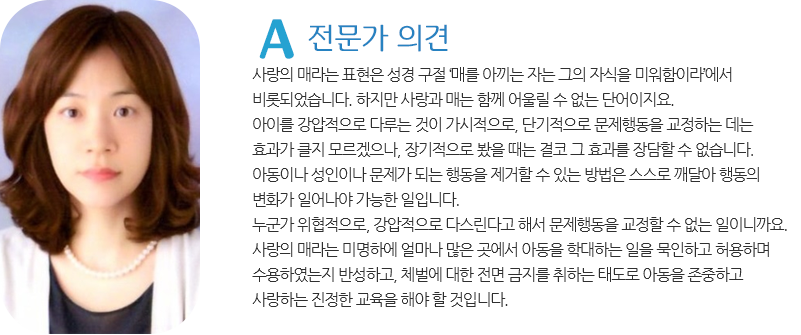 A 전문가 의견
사랑의 매라는 표현은 성경 구절 '매를 아끼는 자는 그의 자식을 미워함이라'에서
비롯되었습니다. 하지만 사랑과 매는 함께 어울릴 수 없는 단어이지요.
아이를 강압적으로 다루는 것이 가시적으로, 단기적으로 문제행동을 교정하는 데는
효과가 클지 모르겠으나, 장기적으로 봤을 때는 결코 그 효과를 장담할 수 없습니다.
아동이나 성인이나 문제가 되는 행동을 제거할 수 있는 방법은 스스로 깨달아 행동의
변화가 일어나야 가능한 일입니다.
누군가 위협적으로, 강압적으로 다스린다고 해서 문제행동을 교정할 수 없는 일이니까요.
사랑의 매라는 미명하에 얼마나 많은 곳에서 아동을 학대하는 일을 묵인하고 허용하며
수용하였는지 반성하고, 체벌에 대한 전면 금지를 취하는 태도로 아동을 존중하고
사랑하는 진정한 교육을 해야 할 것입니다.